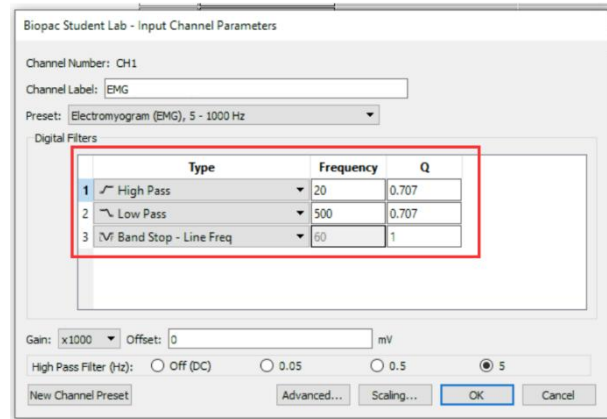 Biopac Student Lab - Input Channel Parameters
Channel Number: CH1
Channel Label: EMG
Preset: Electromyogram (EMG), 5 - 1000 Hz
Digital Filters
Type Frequency Q
1 High Pass 20 0.707
2 Low Pass 500 0.707
3 Band Stop - Line Freq 60 1
Gain: x1000 Offset: 0 mV
High Pass Filter (Hz): Off (DC) 0.05 0.5 5
New Channel Preset Advanced... Scaling... OK Cancel